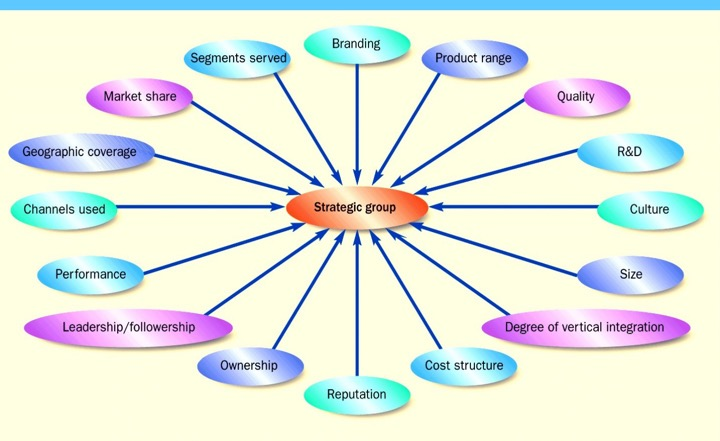 Branding
Segments served
Product range
Market share
Quality
Geographic coverage
R&D
Channels used
Strategic group
Culture
Performance
Size
Leadership/followership
Degree of vertical integration
Ownership
Cost structure
Reputation